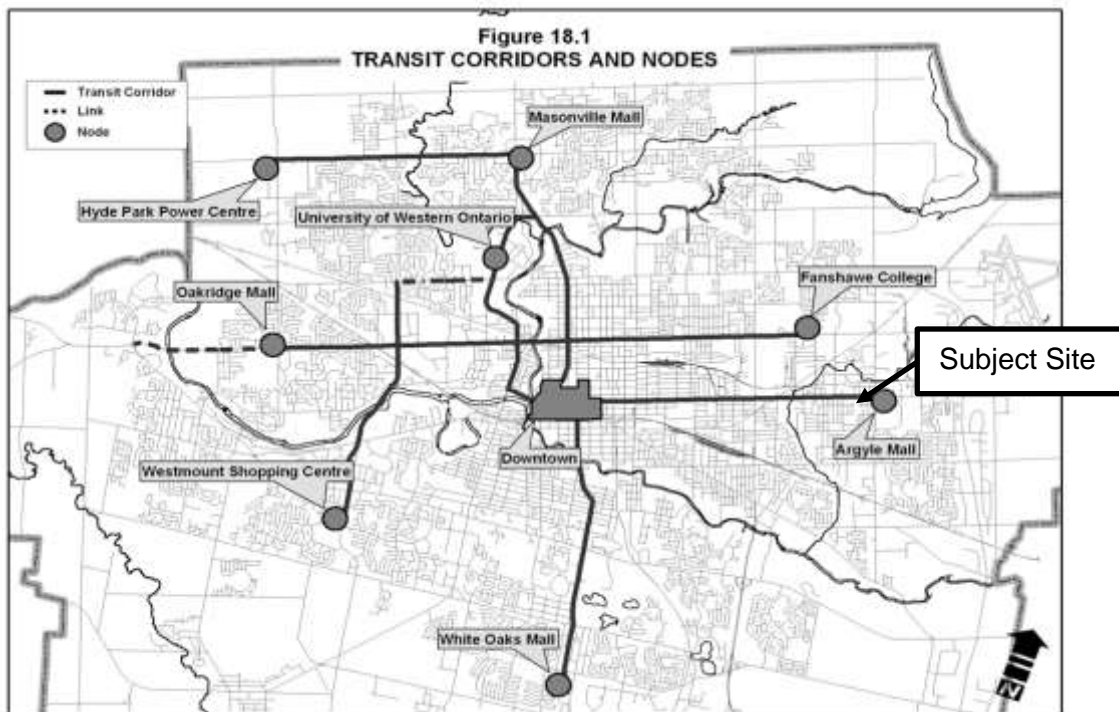 Figure 18.1
TRANSIT CORRIDORS AND NODES
Transit Corridor
Link
Node
Masonville Mall
Hyde Park Power Centre
University of Western Ontario
Fanshawe College
Oakridge Mall
Subject Site
Argyle Mall
Downtown
Westmount Shopping Centre
White Oaks Mall
N